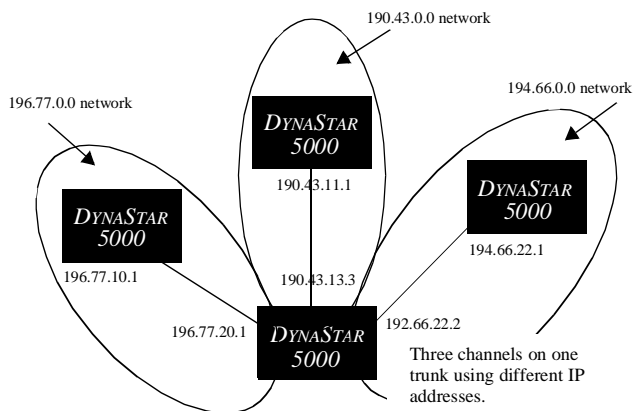 190.43.0.0 network
196.77.0.0 network
194.66.0.0 network
DYNASTAR
5000
190.43.11.1
DYNASTAR
5000
194.66.22.1
DYNASTAR
5000
196.77.10.1
190.43.13.3
196.77.20.1
DYNASTAR
5000
192.66.22.2
Three channels on one
trunk using different IP
addresses.